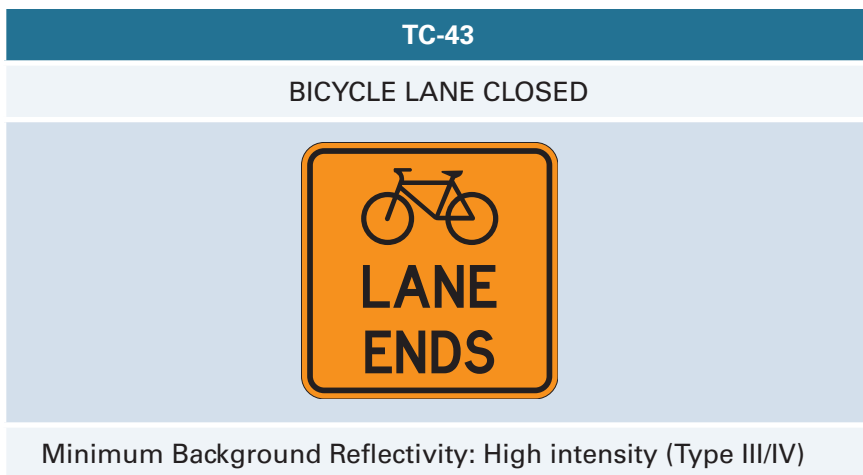 TC-43
BICYCLE LANE CLOSED
LANE
ENDS
Minimum Background Reflectivity: High intensity (Type III/IV)